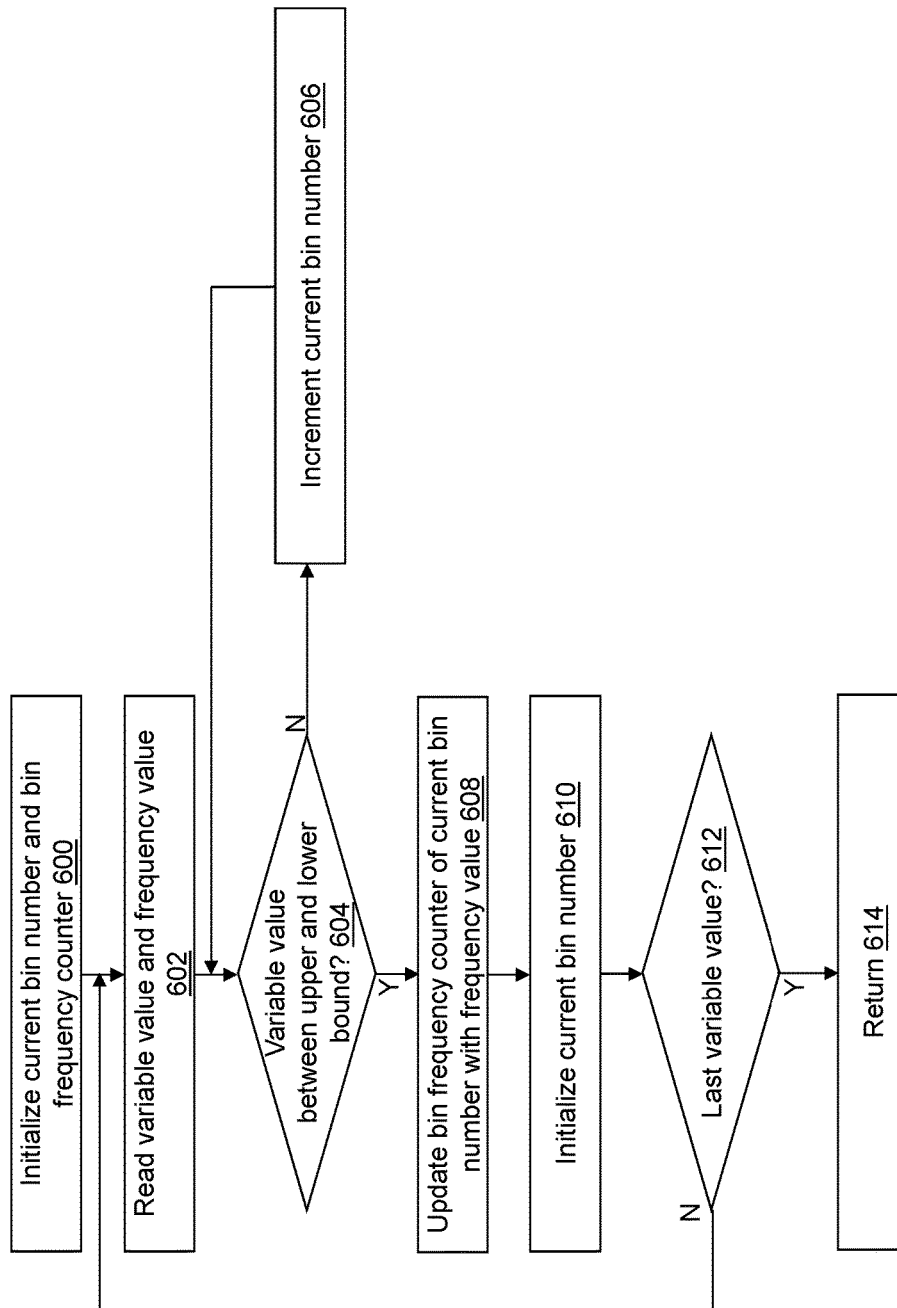 Initialize current bin number and bin
frequency counter 600
Read variable value and frequency value
602
Variable value
between upper and lower
bound? 604
N
Increment current bin number 606
Y
Update bin frequency counter of current bin
number with frequency value 608
Initialize current bin number 610
Last variable value? 612
N
Y
Return 614